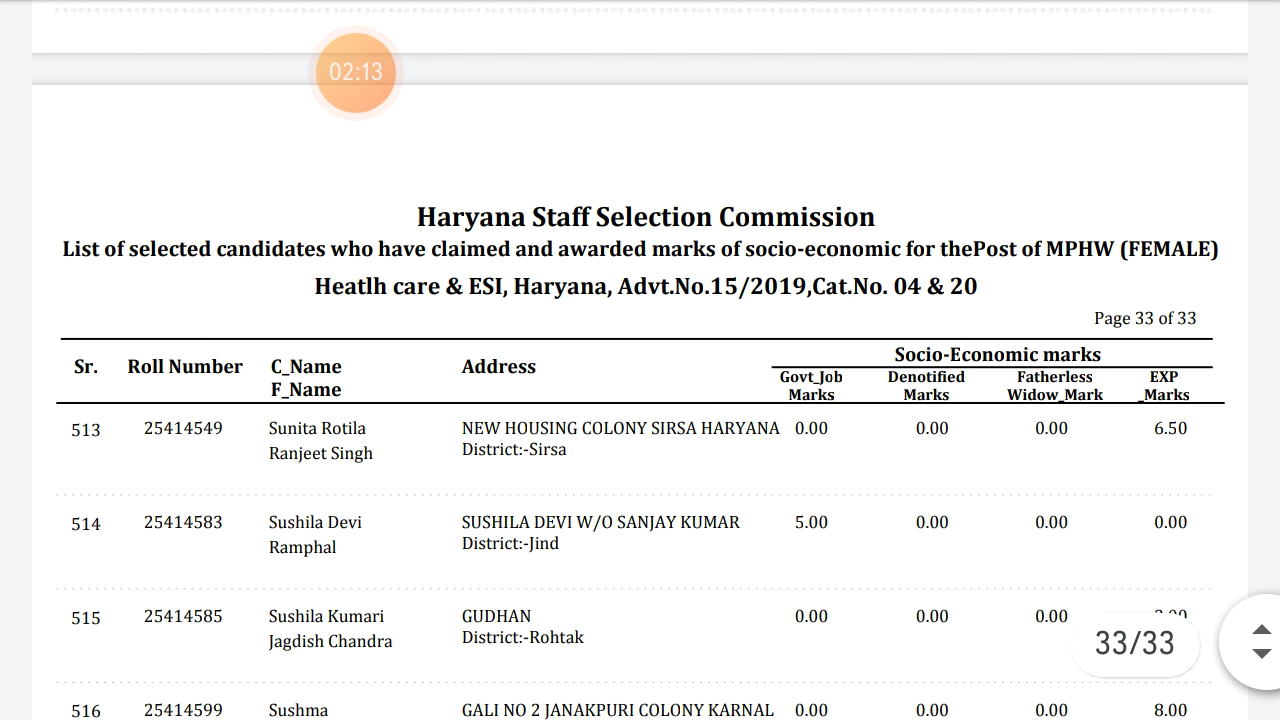 02:13
Haryana Staff Selection Commission
List of selected candidates who have claimed and awarded marks of socio-economic for thePost of MPHW (FEMALE)
Heatlh care & ESI, Haryana, Advt.No.15/2019,Cat.No. 04 & 20
Page 33 of 33
Socio-Economic marks
Sr. Roll Number C_Name Address Govt_Job Denotified Fatherless EXP
F_Name Marks Marks Widow_Mark _Marks
513 25414549 Sunita Rotila NEW HOUSING COLONY SIRSA HARYANA 0.00 0.00 0.00 6.50
Ranjeet Singh District:-Sirsa
514 25414583 Sushila Devi SUSHILA DEVI W/O SANJAY KUMAR 5.00 0.00 0.00 0.00
Ramphal District:-Jind
515 25414585 Sushila Kumari GUDHAN 0.00 0.00 0.00
Jagdish Chandra District:-Rohtak
33/33
516 25414599 Sushma GALI NO 2 JANAKPURI COLONY KARNAL 0.00 0.00 0.00 8.00